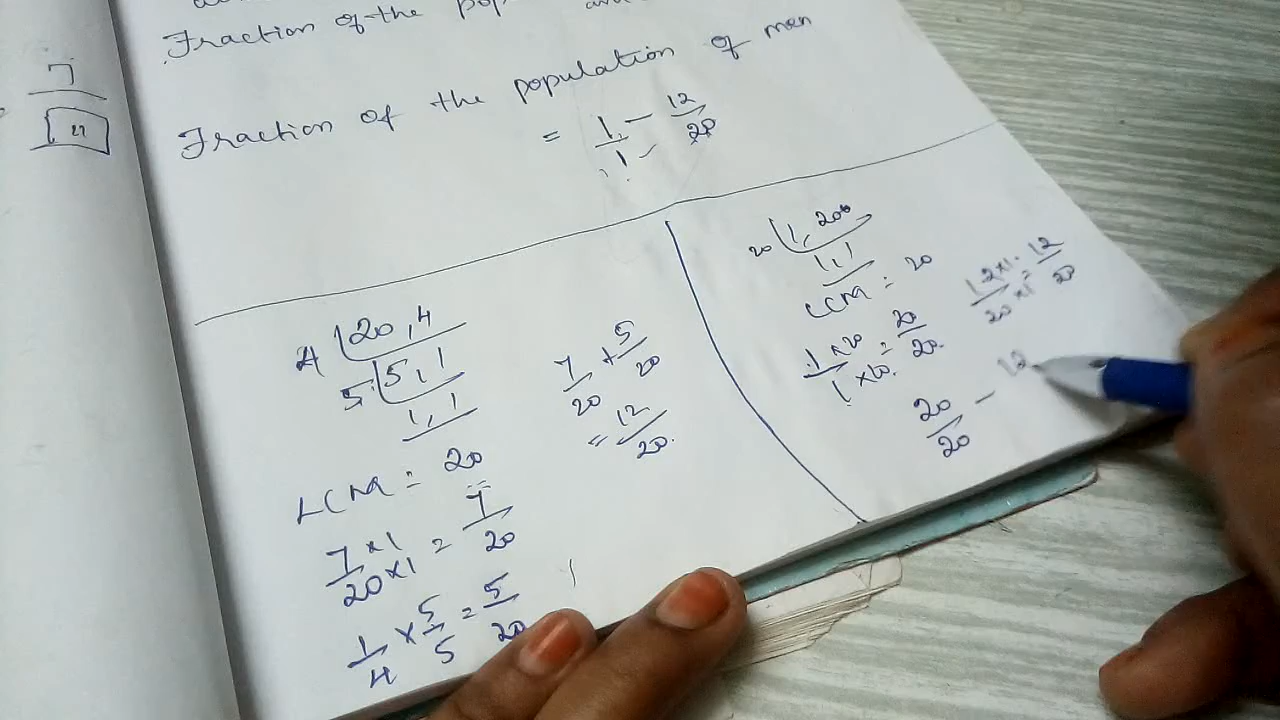 Fraction of the
7
Fraction of the population of men
= 1/1 - 12/20
4 | 20, 4
5 | 5, 1
1, 1
LCM = 20
7×1/20×1 = 7/20
1/4 × 5/5 = 5/20
7/20 + 5/20
= 12/20.
20 | 1, 20
1, 1
LCM = 20
1×20/1×20 = 20/20.
12×1/20×1 = 12/20
20/20 - 12